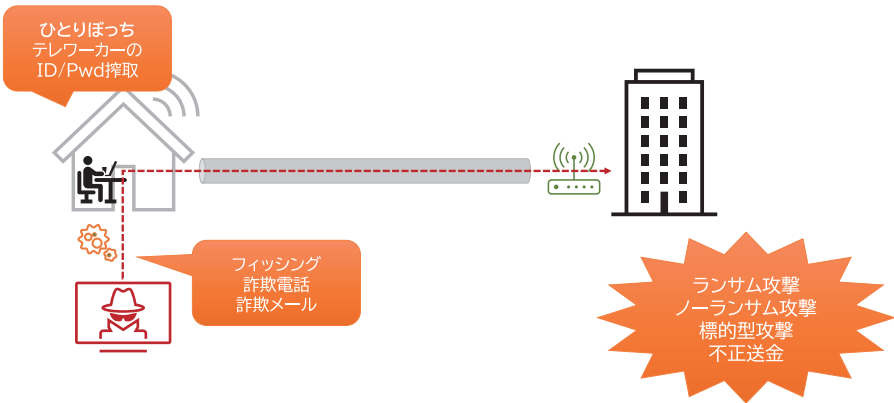 ひとりぼっち
テレワーカーの
ID/Pwd搾取
フィッシング
詐欺電話
詐欺メール
ランサム攻撃
ノーランサム攻撃
標的型攻撃
不正送金